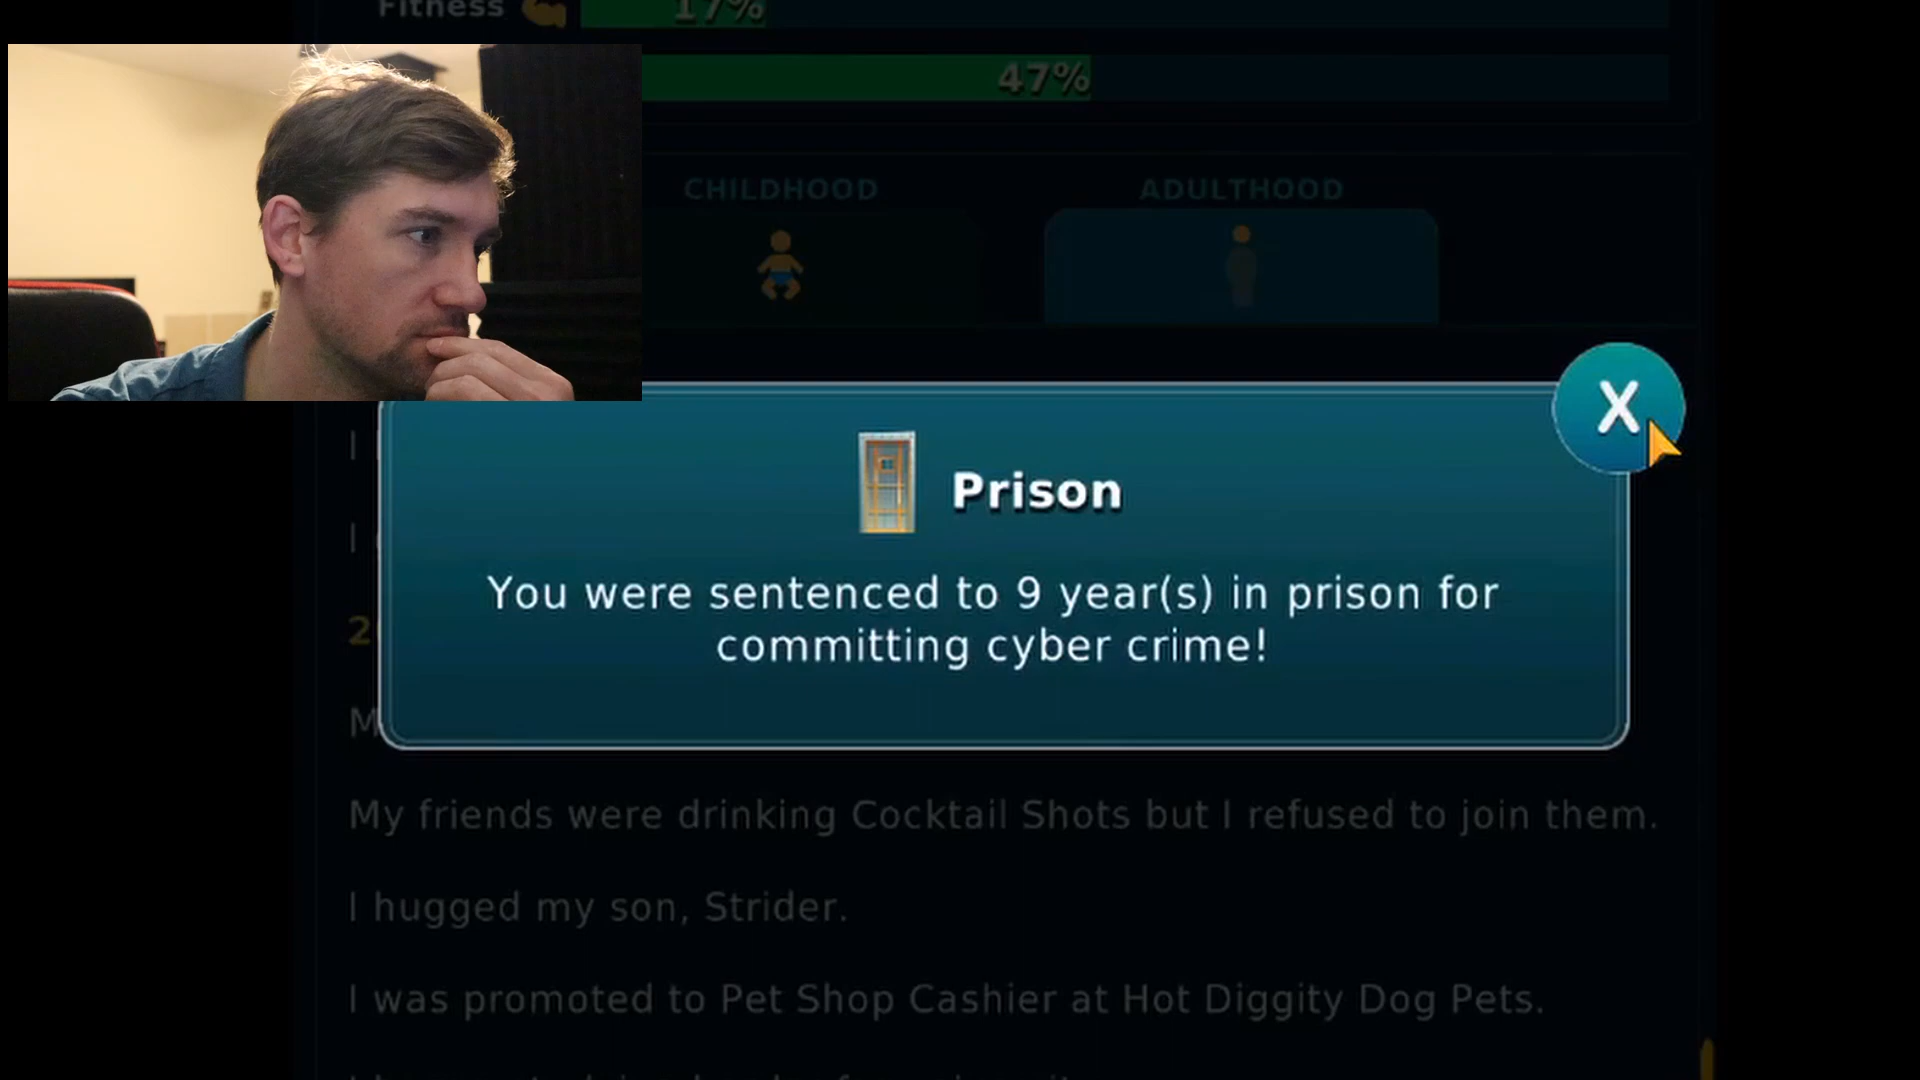 Fitness 17%
47%
CHILDHOOD ADULTHOOD
X
I
Prison
I
You were sentenced to 9 year(s) in prison for
2
committing cyber crime!
M
My friends were drinking Cocktail Shots but I refused to join them.
I hugged my son, Strider.
I was promoted to Pet Shop Cashier at Hot Diggity Dog Pets.